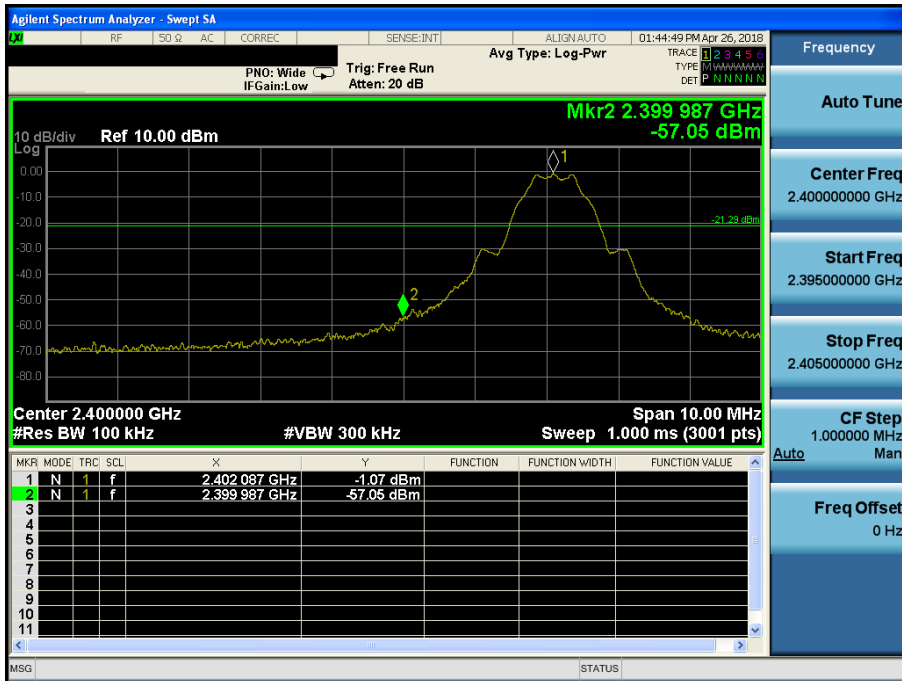 Agilent Spectrum Analyzer - Swept SA
LXI RF 50 Ω AC CORREC SENSE:INT ALIGN AUTO 01:44:49 PM Apr 26, 2018
Frequency
PNO: Wide Trig: Free Run Avg Type: Log-Pwr TRACE 1 2 3 4 5 6
IFGain:Low Atten: 20 dB TYPE M WWWWW
DET P N N N N N
Auto Tune
Mkr2 2.399 987 GHz
-57.05 dBm
10 dB/div Ref 10.00 dBm
Log
0.00
-10.0
-20.0
-30.0
-40.0
-50.0
-60.0
-70.0
-80.0
1
-21.29 dBm
2
Center Freq
2.400000000 GHz
Start Freq
2.395000000 GHz
Stop Freq
2.405000000 GHz
Center 2.400000 GHz Span 10.00 MHz
#Res BW 100 kHz #VBW 300 kHz Sweep 1.000 ms (3001 pts)
CF Step
1.000000 MHz
Auto Man
Freq Offset
0 Hz
MKR MODE TRC SCL X Y FUNCTION FUNCTION WIDTH FUNCTION VALUE
1 N 1 f 2.402 087 GHz -1.07 dBm
2 N 1 f 2.399 987 GHz -57.05 dBm
3
4
5
6
7
8
9
10
11
MSG STATUS